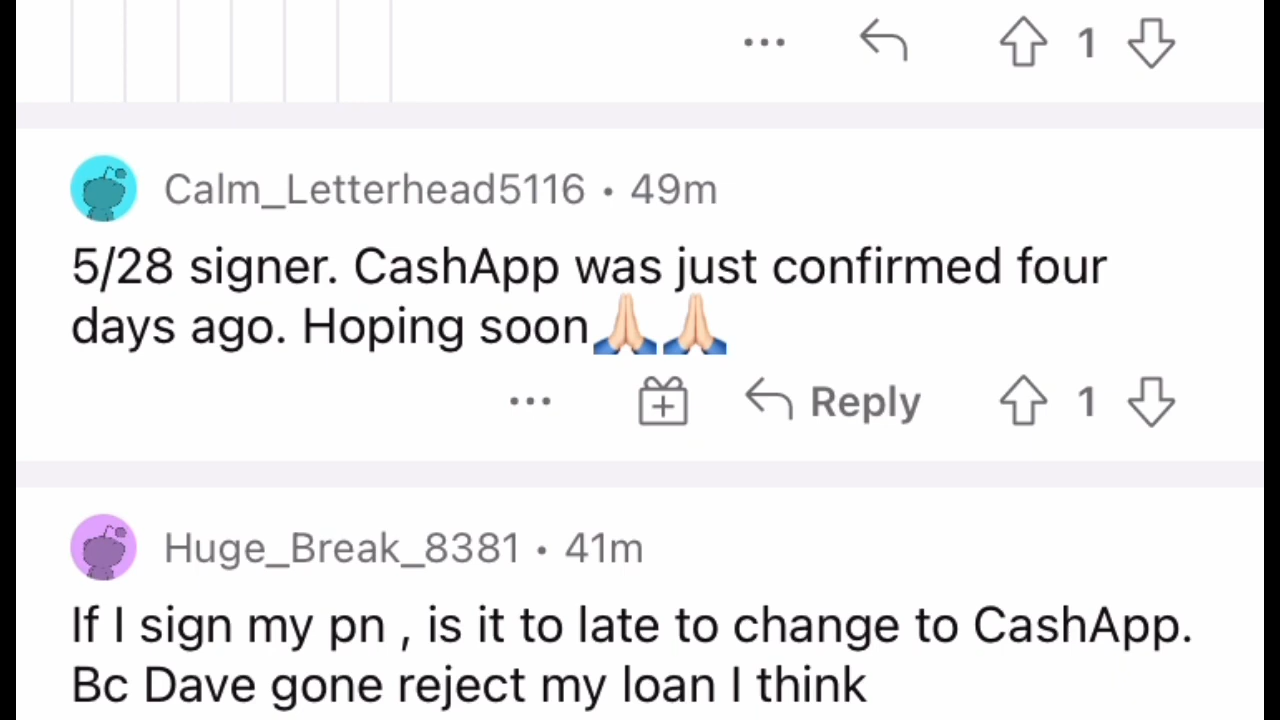 1
Calm_Letterhead5116 • 49m
5/28 signer. CashApp was just confirmed four
days ago. Hoping soon🙏🏻🙏🏻
Reply 1
Huge_Break_8381 • 41m
If I sign my pn , is it to late to change to CashApp.
Bc Dave gone reject my loan I think